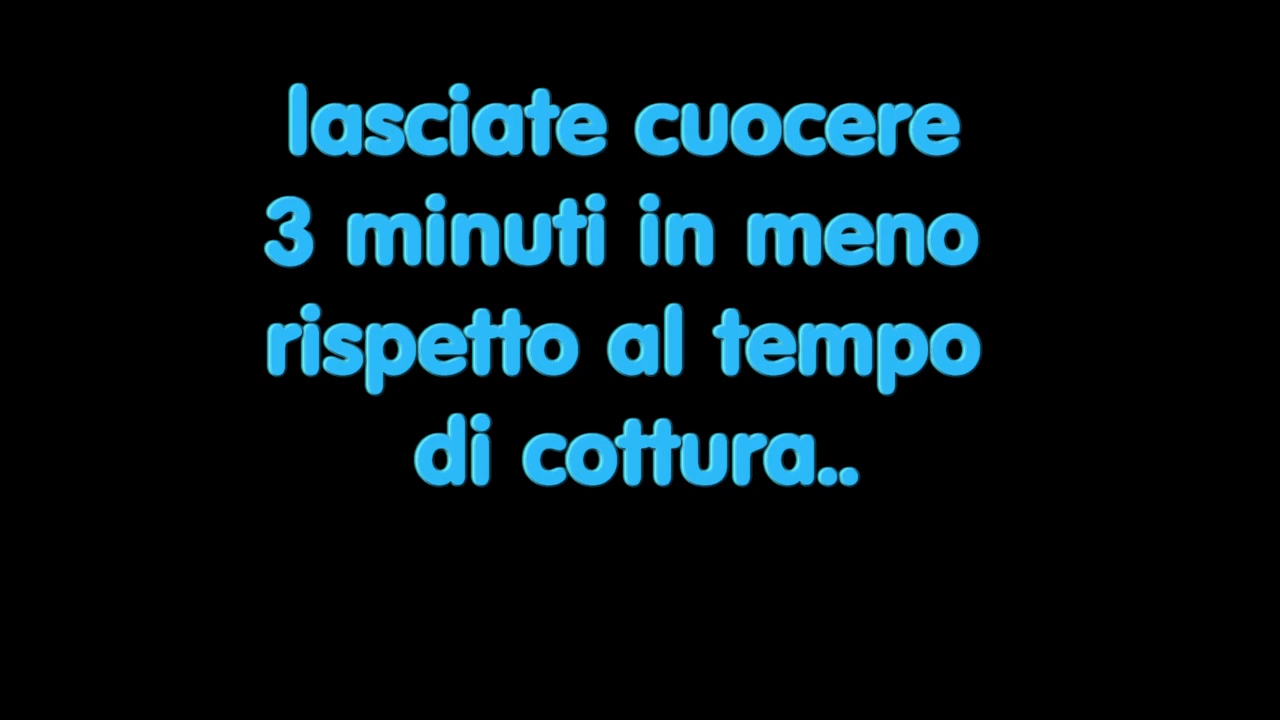 lasciate cuocere
3 minuti in meno
rispetto al tempo
di cottura..